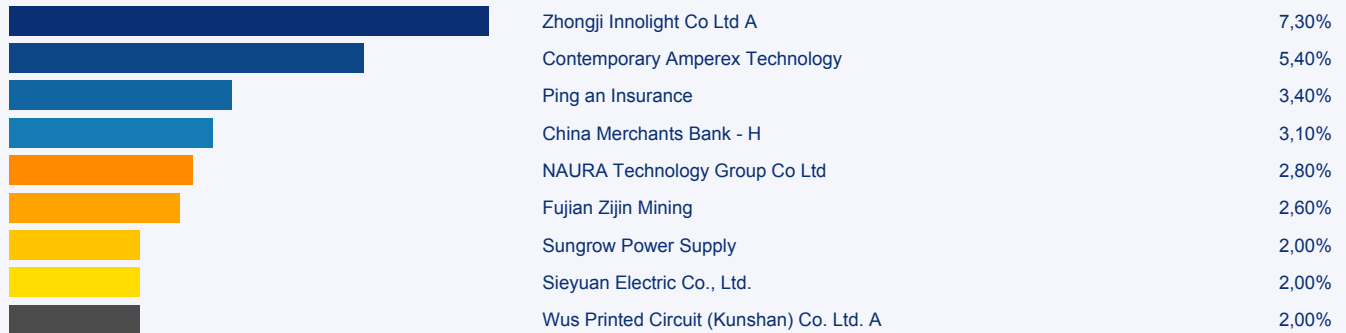 Zhongji Innolight Co Ltd A 7,30%
Contemporary Amperex Technology 5,40%
Ping an Insurance 3,40%
China Merchants Bank - H 3,10%
NAURA Technology Group Co Ltd 2,80%
Fujian Zijin Mining 2,60%
Sungrow Power Supply 2,00%
Sieyuan Electric Co., Ltd. 2,00%
Wus Printed Circuit (Kunshan) Co. Ltd. A 2,00%